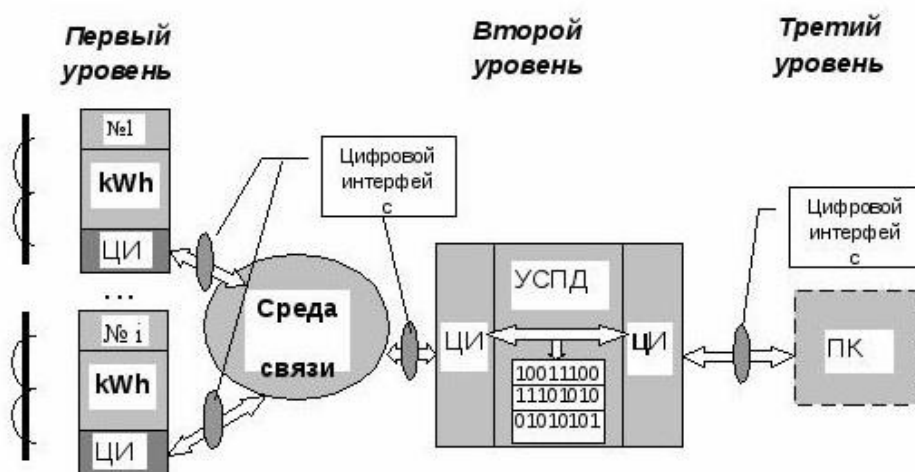 Первый
уровень
Второй
уровень
Третий
уровень
№1
kWh
ЦИ
...
№ i
kWh
ЦИ
Цифровой
интерфей
с
Среда
связи
ЦИ
УСПД
ЦИ
10011100
11101010
01010101
Цифровой
интерфей
с
ПК